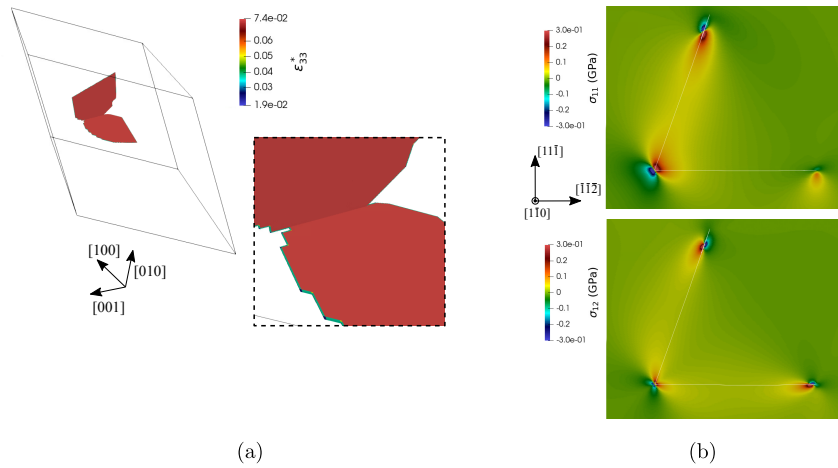 7.4e-02
0.06
0.05
0.04
0.03
1.9e-02
ε*33
[100]
[010]
[001]
(a)
3.0e-01
0.2
0.1
0
-0.1
-0.2
-3.0e-01
σ11 (GPa)
[111̄]
[1̄1̄2̄]
[11̄0]
3.0e-01
0.2
0.1
0
-0.1
-0.2
-3.0e-01
σ12 (GPa)
(b)